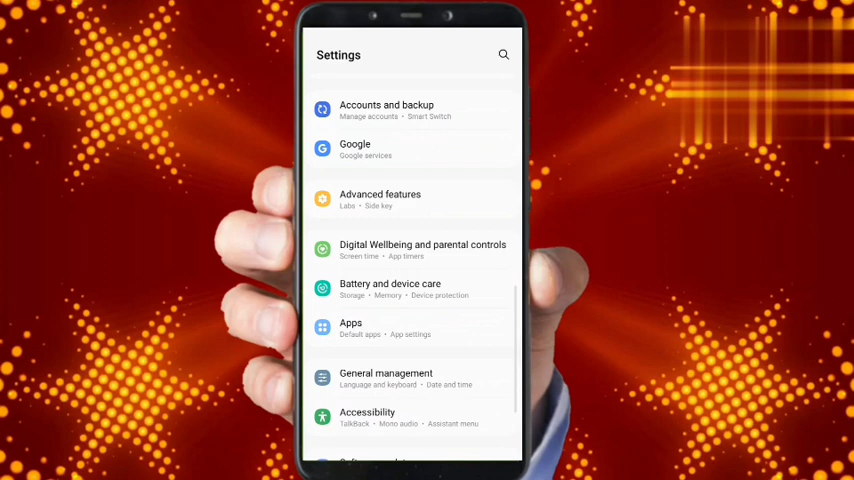 Settings
Accounts and backup
Manage accounts • Smart Switch
Google
Google services
Advanced features
Labs • Side key
Digital Wellbeing and parental controls
Screen time • App timers
Battery and device care
Storage • Memory • Device protection
Apps
Default apps • App settings
General management
Language and keyboard • Date and time
Accessibility
TalkBack • Mono audio • Assistant menu